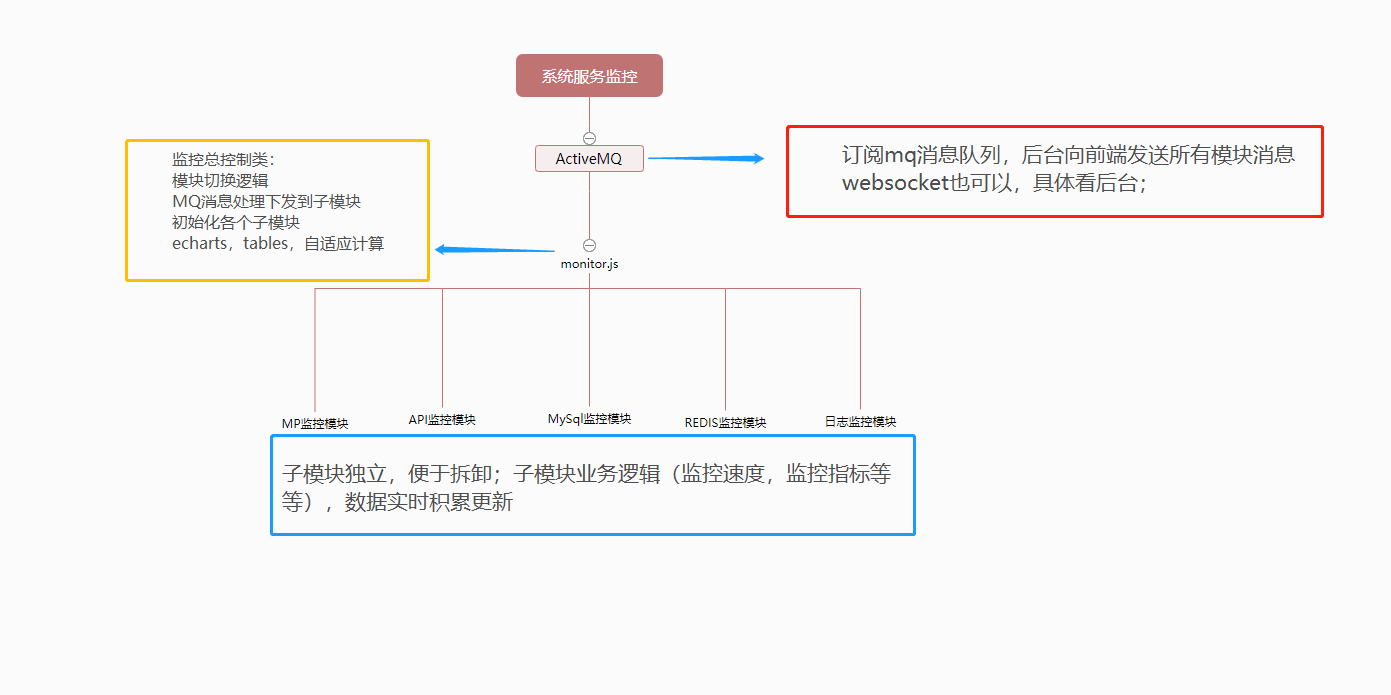 系统服务监控
ActiveMQ
订阅mq消息队列，后台向前端发送所有模块消息
websocket也可以，具体看后台；
监控总控制类：
模块切换逻辑
MQ消息处理下发到子模块
初始化各个子模块
echarts，tables，自适应计算
monitor.js
MP监控模块
API监控模块
MySql监控模块
REDIS监控模块
日志监控模块
子模块独立，便于拆卸；子模块业务逻辑（监控速度，监控指标等
等），数据实时积累更新